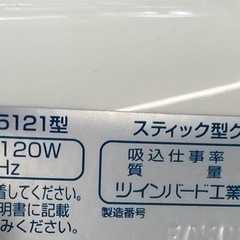 5121型
スティック型ク
120W
吸込仕事率
Hz
質量
着してください。
ツインバード工業
明書に記載
製造番号
みください。